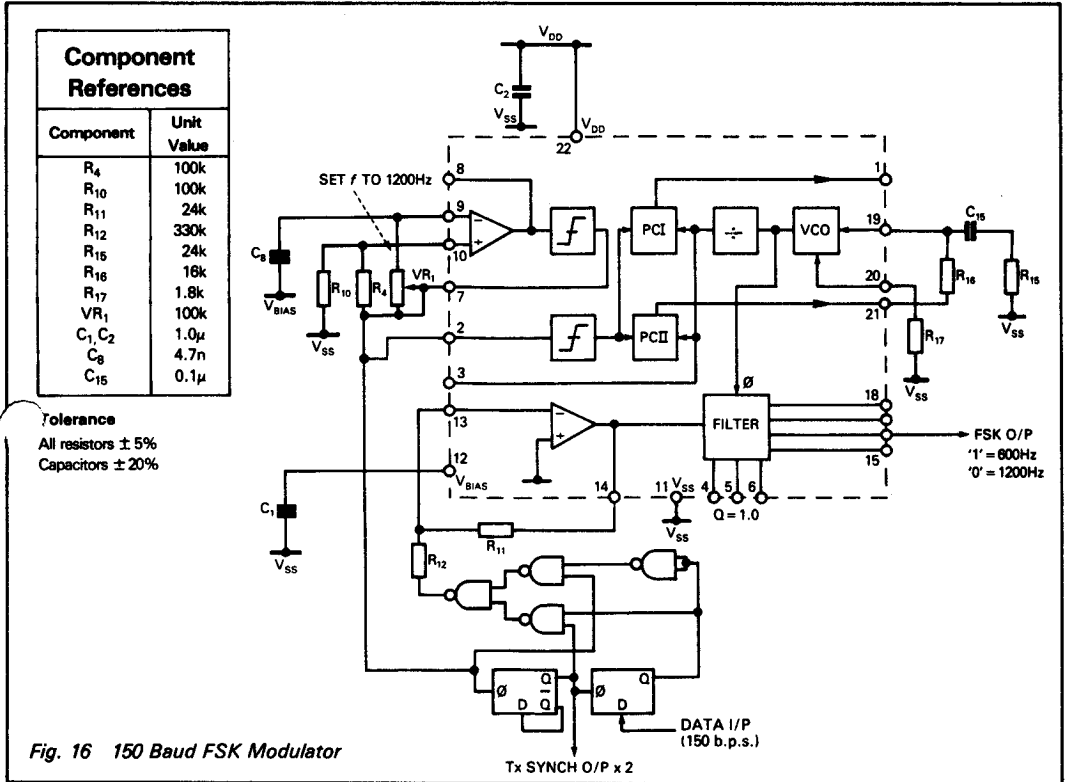 Component
References
Component
Unit
Value
R4 100k
R10 100k
R11 24k
R12 330k
R15 24k
R16 16k
R17 1.8k
VR1 100k
C1, C2 1.0μ
C8 4.7n
C15 0.1μ
Tolerance
All resistors ± 5%
Capacitors ± 20%
VDD
C2
VSS
VDD
22
8
1
SET f TO 1200Hz
9
−
PCI
÷
VCO
19
C15
+
10
C8
VR1
20
R16
R15
R10
R4
7
21
VBIAS
VSS
2
PCII
R17
VSS
VSS
3
Ø
13
−
18
FILTER
FSK O/P
+
'1' = 600Hz
12
15
'0' = 1200Hz
VBIAS
14
11
VSS
4
5
6
C1
Q = 1.0
VSS
R11
VSS
R12
Q
Q
Ø
Ø
D
Q
D
DATA I/P
(150 b.p.s.)
Fig. 16 150 Baud FSK Modulator
Tx SYNCH O/P x 2